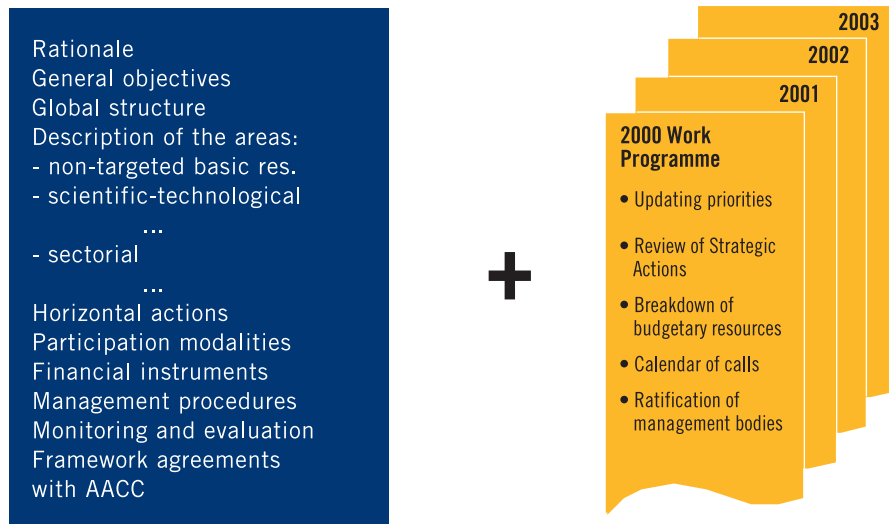 Rationale
General objectives
Global structure
Description of the areas:
- non-targeted basic res.
- scientific-technological
...
- sectorial
...
Horizontal actions
Participation modalities
Financial instruments
Management procedures
Monitoring and evaluation
Framework agreements
with AACC
+
2003
2002
2001
2000 Work
Programme
• Updating priorities
• Review of Strategic
Actions
• Breakdown of
budgetary resources
• Calendar of calls
• Ratification of
management bodies